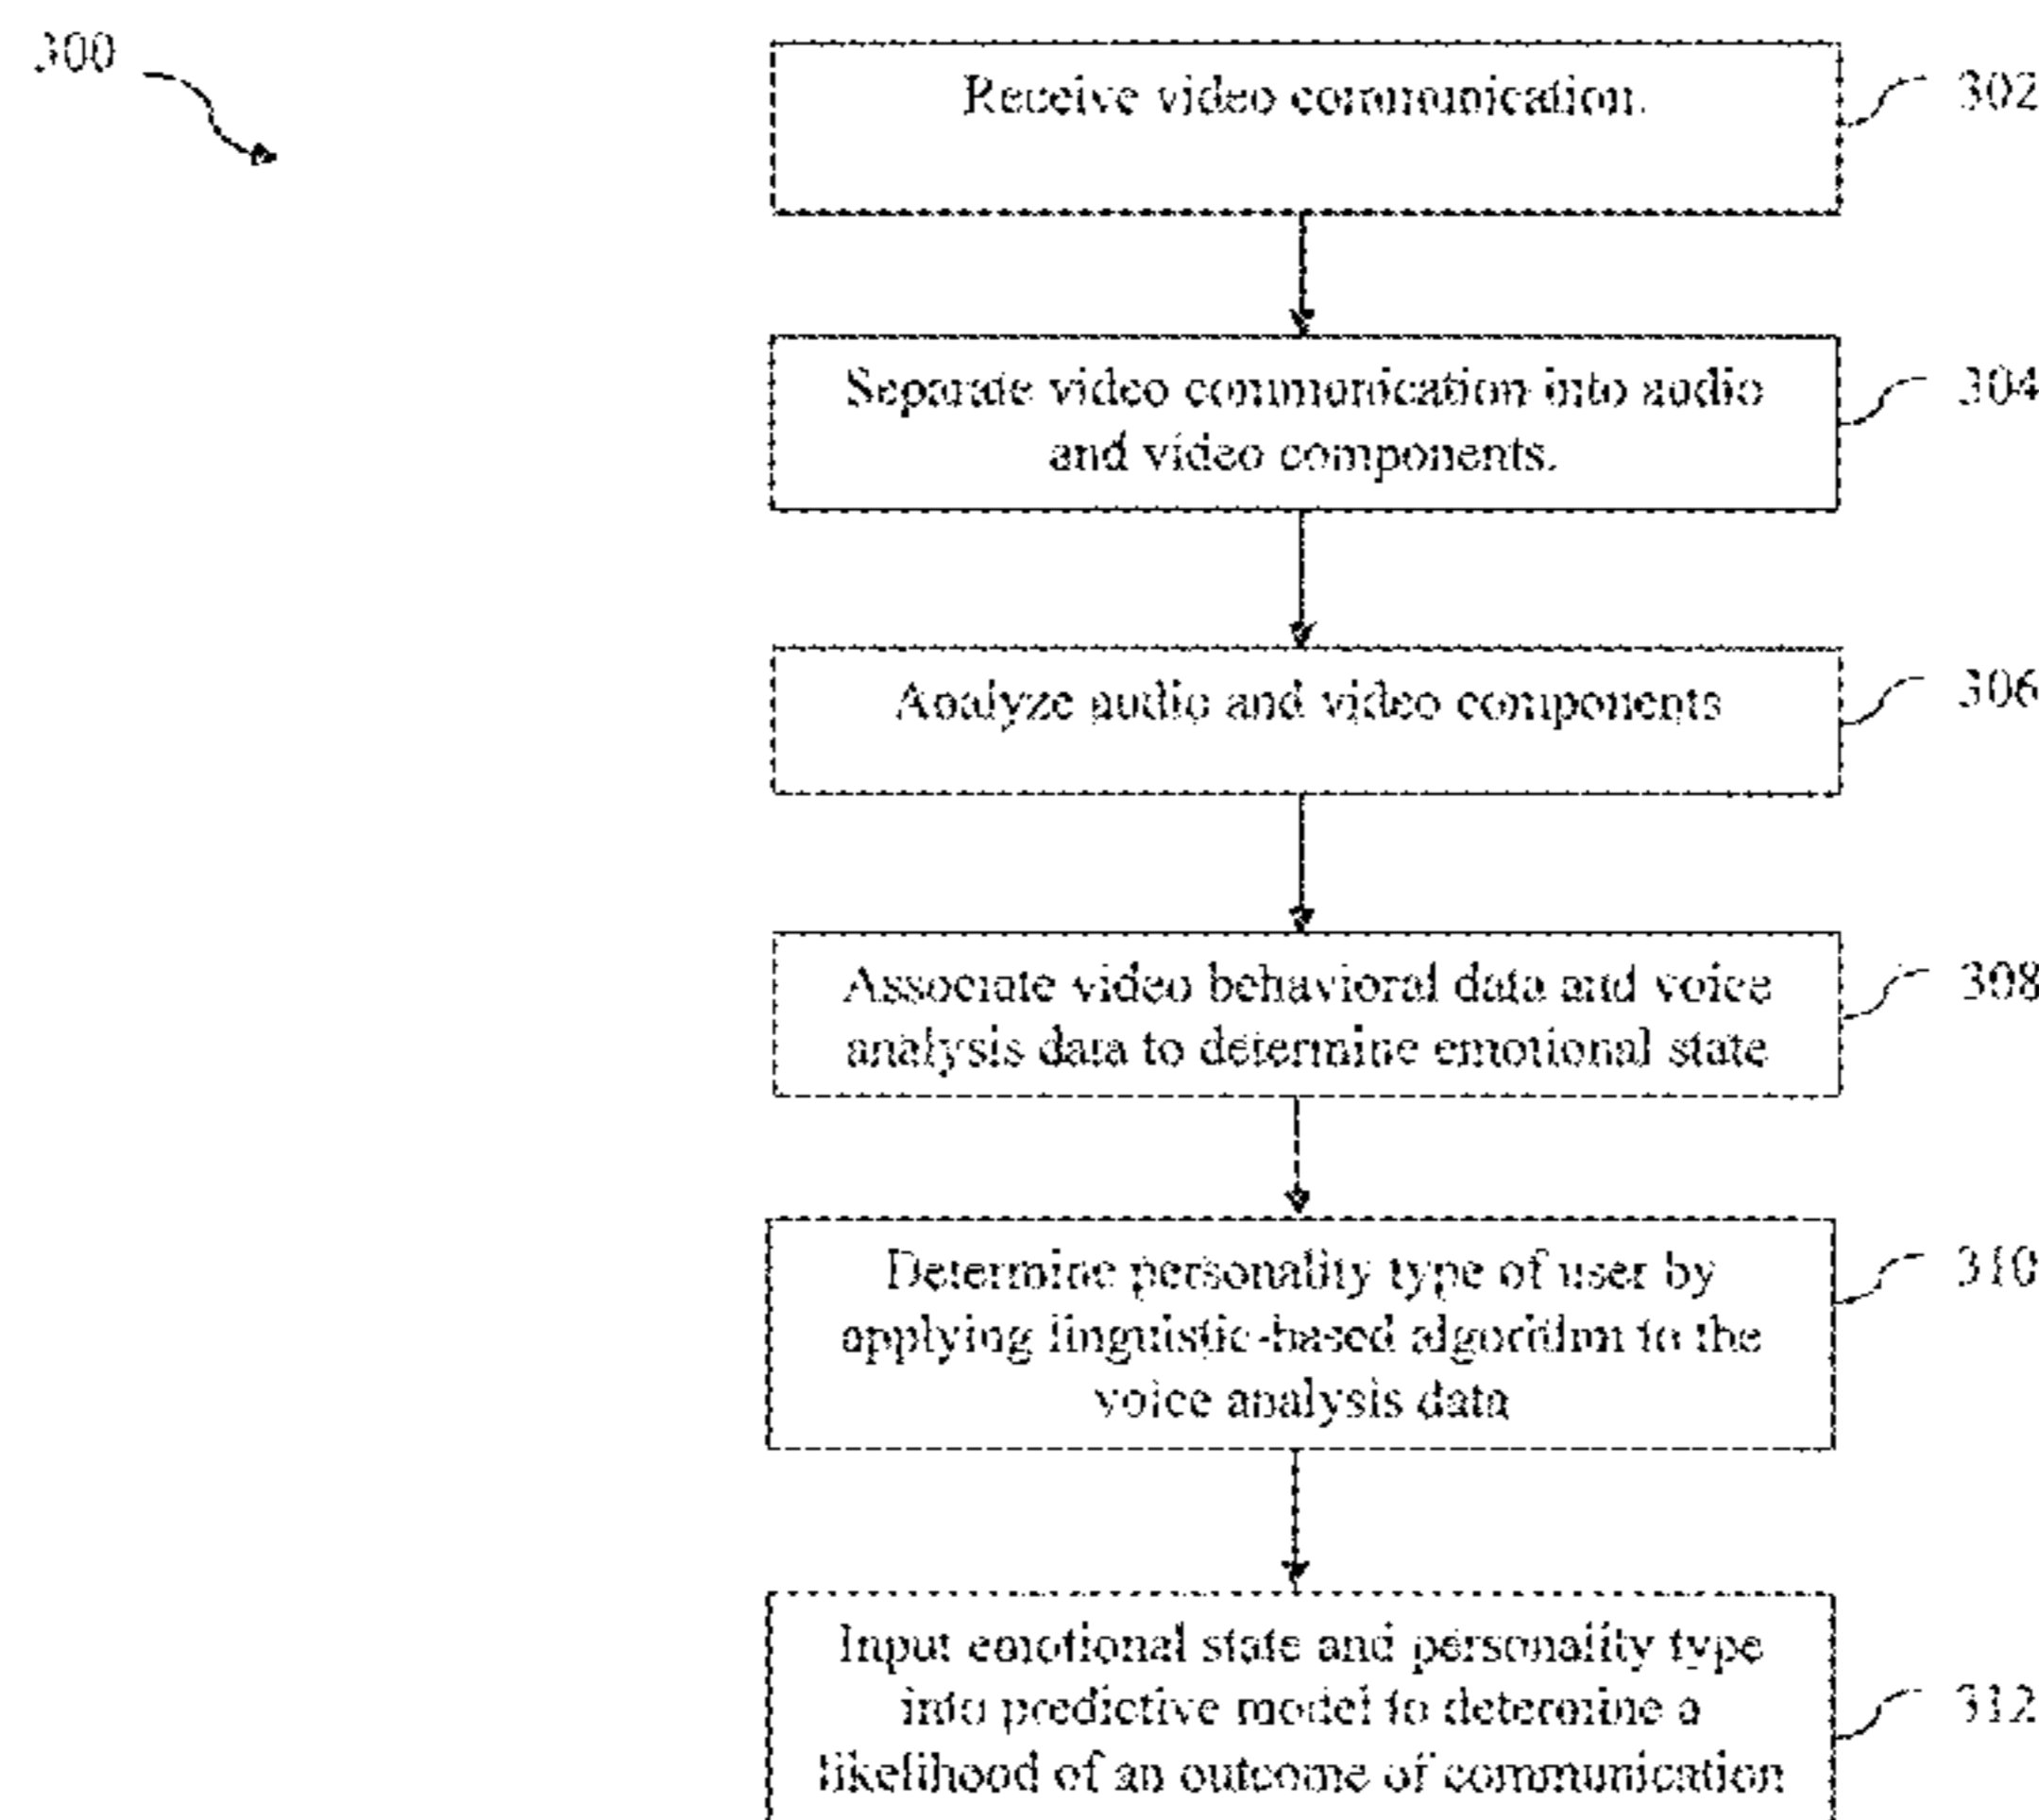 300
Receive video communication.
302
Separate video communication into audio
and video components.
304
Analyze audio and video components
306
Associate video behavioral data and voice
analysis data to determine emotional state
308
Determine personality type of user by
applying linguistic-based algorithm to the
voice analysis data
310
Input emotional state and personality type
into predictive model to determine a
likelihood of an outcome of communication
312